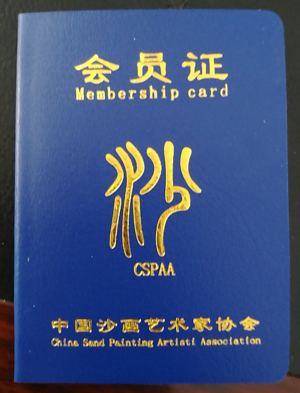 会员证
Membership card
CSPAA
中国沙画艺术家协会
China Sand Painting Artisti Association